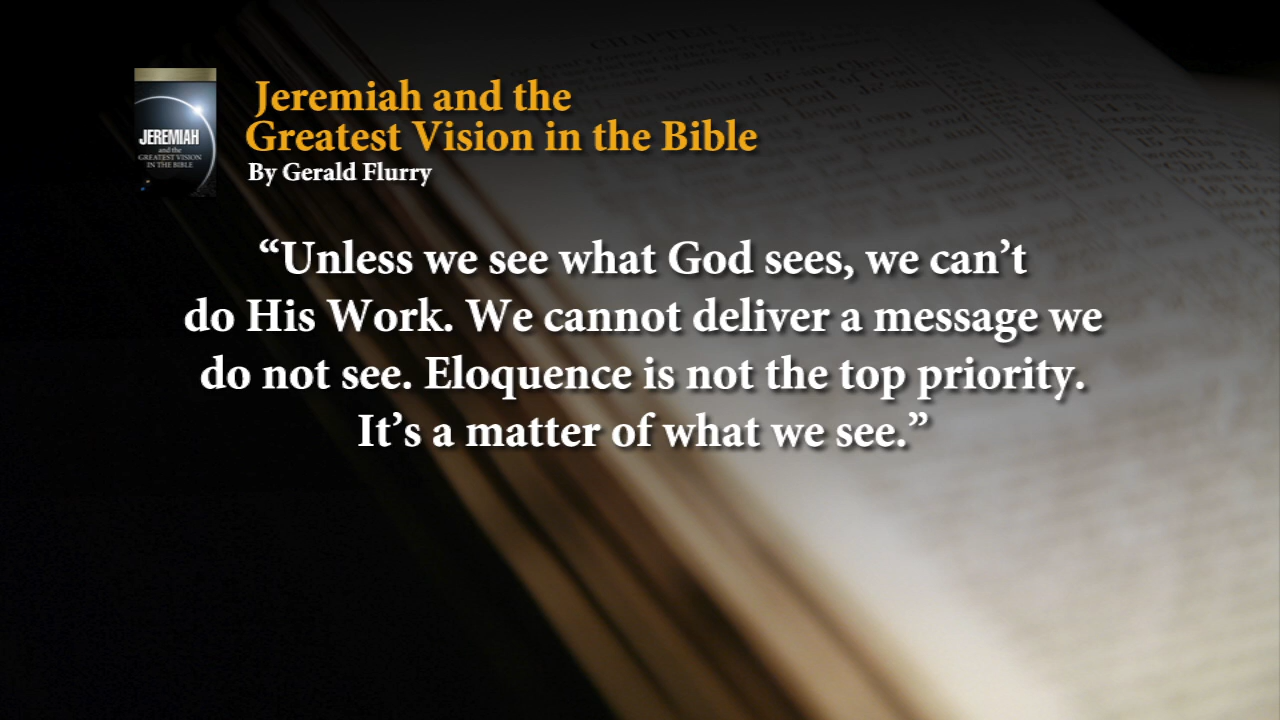 Jeremiah and the
Greatest Vision in the Bible
By Gerald Flurry
JEREMIAH
and the
GREATEST VISION
IN THE BIBLE
“Unless we see what God sees, we can’t
do His Work. We cannot deliver a message we
do not see. Eloquence is not the top priority.
It’s a matter of what we see.”